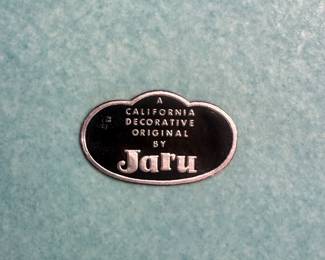 A
CALIFORNIA
DECORATIVE
ORIGINAL
BY
Jaru